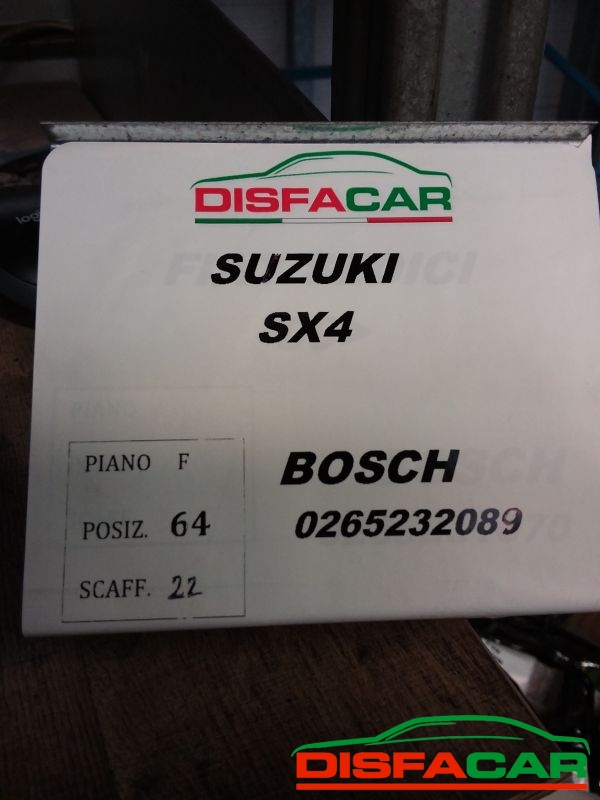 DISFACAR
SUZUKI
SX4
PIANO F
POSIZ. 64
SCAFF. 22
BOSCH
0265232089
DISFACAR